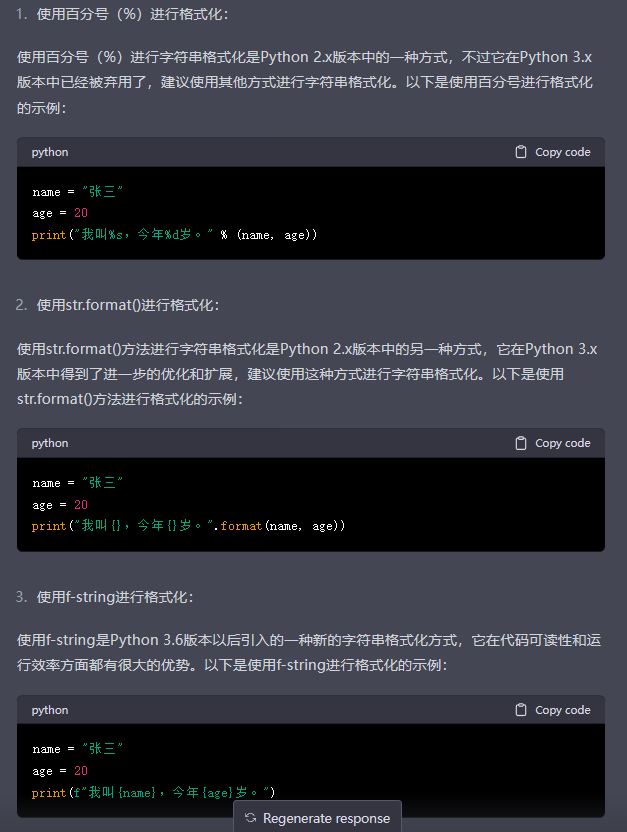 1. 使用百分号（%）进行格式化：
使用百分号（%）进行字符串格式化是Python 2.x版本中的一种方式，不过它在Python 3.x
版本中已经被弃用了，建议使用其他方式进行字符串格式化。以下是使用百分号进行格式化
的示例：
python Copy code
name = "张三"
age = 20
print("我叫%s，今年%d岁。" % (name, age))
2. 使用str.format()进行格式化：
使用str.format()方法进行字符串格式化是Python 2.x版本中的另一种方式，它在Python 3.x
版本中得到了进一步的优化和扩展，建议使用这种方式进行字符串格式化。以下是使用
str.format()方法进行格式化的示例：
python Copy code
name = "张三"
age = 20
print("我叫{}，今年{}岁。".format(name, age))
3. 使用f-string进行格式化：
使用f-string是Python 3.6版本以后引入的一种新的字符串格式化方式，它在代码可读性和运
行效率方面都有很大的优势。以下是使用f-string进行格式化的示例：
python Copy code
name = "张三"
age = 20
print(f"我叫{name}，今年{age}岁。")
Regenerate response